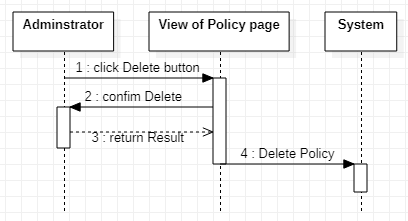 Adminstrator
View of Policy page
System
1 : click Delete button
2 : confim Delete
3 : return Result
4 : Delete Policy